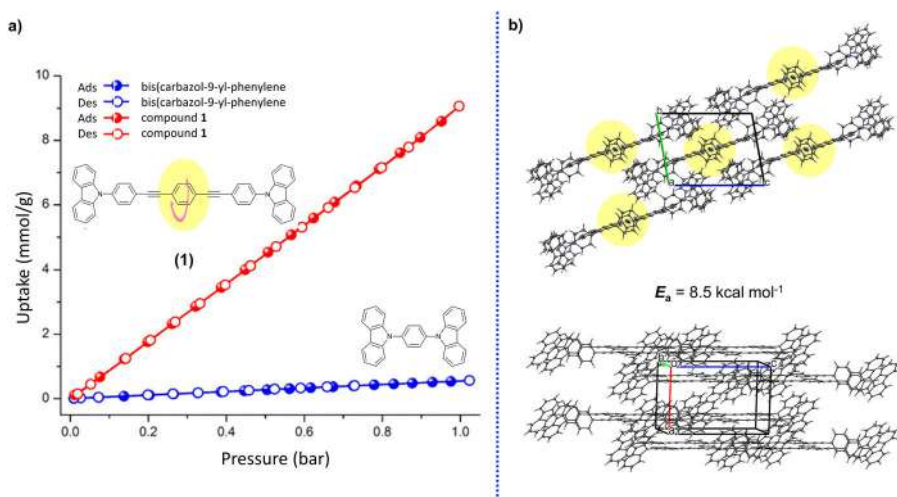 a)
Uptake (mmol/g)
10
8
6
4
2
0
Ads bis(carbazol-9-yl-phenylene
Des bis(carbazol-9-yl-phenylene
Ads compound 1
Des compound 1
N
N
(1)
N
N
0.0 0.2 0.4 0.6 0.8 1.0
Pressure (bar)
b)
Ea = 8.5 kcal mol-1